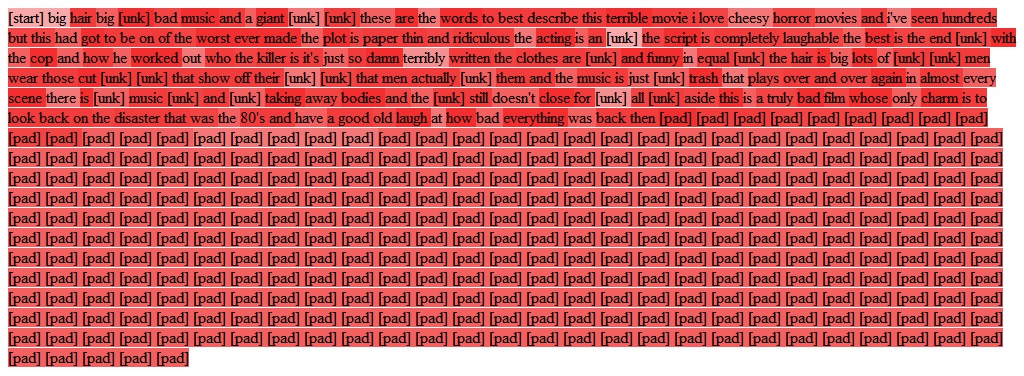 [start] big hair big [unk] bad music and a giant [unk] [unk] these are the words to best describe this terrible movie i love cheesy horror movies and i've seen hundreds
but this had got to be on of the worst ever made the plot is paper thin and ridiculous the acting is an [unk] the script is completely laughable the best is the end [unk] with
the cop and how he worked out who the killer is it's just so damn terribly written the clothes are [unk] and funny in equal [unk] the hair is big lots of [unk] [unk] men
wear those cut [unk] [unk] that show off their [unk] [unk] that men actually [unk] them and the music is just [unk] trash that plays over and over again in almost every
scene there is [unk] music [unk] and [unk] taking away bodies and the [unk] still doesn't close for [unk] all [unk] aside this is a truly bad film whose only charm is to
look back on the disaster that was the 80's and have a good old laugh at how bad everything was back then [pad] [pad] [pad] [pad] [pad] [pad] [pad] [pad] [pad]
[pad] [pad] [pad] [pad] [pad] [pad] [pad] [pad] [pad] [pad] [pad] [pad] [pad] [pad] [pad] [pad] [pad] [pad] [pad] [pad] [pad] [pad] [pad] [pad] [pad] [pad] [pad]
[pad] [pad] [pad] [pad] [pad] [pad] [pad] [pad] [pad] [pad] [pad] [pad] [pad] [pad] [pad] [pad] [pad] [pad] [pad] [pad] [pad] [pad] [pad] [pad] [pad] [pad] [pad]
[pad] [pad] [pad] [pad] [pad] [pad] [pad] [pad] [pad] [pad] [pad] [pad] [pad] [pad] [pad] [pad] [pad] [pad] [pad] [pad] [pad] [pad] [pad] [pad] [pad] [pad] [pad]
[pad] [pad] [pad] [pad] [pad] [pad] [pad] [pad] [pad] [pad] [pad] [pad] [pad] [pad] [pad] [pad] [pad] [pad] [pad] [pad] [pad] [pad] [pad] [pad] [pad] [pad] [pad]
[pad] [pad] [pad] [pad] [pad] [pad] [pad] [pad] [pad] [pad] [pad] [pad] [pad] [pad] [pad] [pad] [pad] [pad] [pad] [pad] [pad] [pad] [pad] [pad] [pad] [pad] [pad]
[pad] [pad] [pad] [pad] [pad] [pad] [pad] [pad] [pad] [pad] [pad] [pad] [pad] [pad] [pad] [pad] [pad] [pad] [pad] [pad] [pad] [pad] [pad] [pad] [pad] [pad] [pad]
[pad] [pad] [pad] [pad] [pad] [pad] [pad] [pad] [pad] [pad] [pad] [pad] [pad] [pad] [pad] [pad] [pad] [pad] [pad] [pad] [pad] [pad] [pad] [pad] [pad] [pad] [pad]
[pad] [pad] [pad] [pad] [pad] [pad] [pad] [pad] [pad] [pad] [pad] [pad] [pad] [pad] [pad] [pad] [pad] [pad] [pad] [pad] [pad] [pad] [pad] [pad] [pad] [pad] [pad]
[pad] [pad] [pad] [pad] [pad] [pad] [pad] [pad] [pad] [pad] [pad] [pad] [pad] [pad] [pad] [pad] [pad] [pad] [pad] [pad] [pad] [pad] [pad] [pad] [pad] [pad] [pad]
[pad] [pad] [pad] [pad] [pad] [pad] [pad] [pad] [pad] [pad] [pad] [pad] [pad] [pad] [pad] [pad] [pad] [pad] [pad] [pad] [pad] [pad] [pad] [pad] [pad] [pad] [pad]
[pad] [pad] [pad] [pad] [pad] [pad] [pad] [pad] [pad] [pad] [pad] [pad] [pad] [pad] [pad] [pad] [pad] [pad] [pad] [pad] [pad] [pad] [pad] [pad] [pad] [pad] [pad]
[pad] [pad] [pad] [pad] [pad]